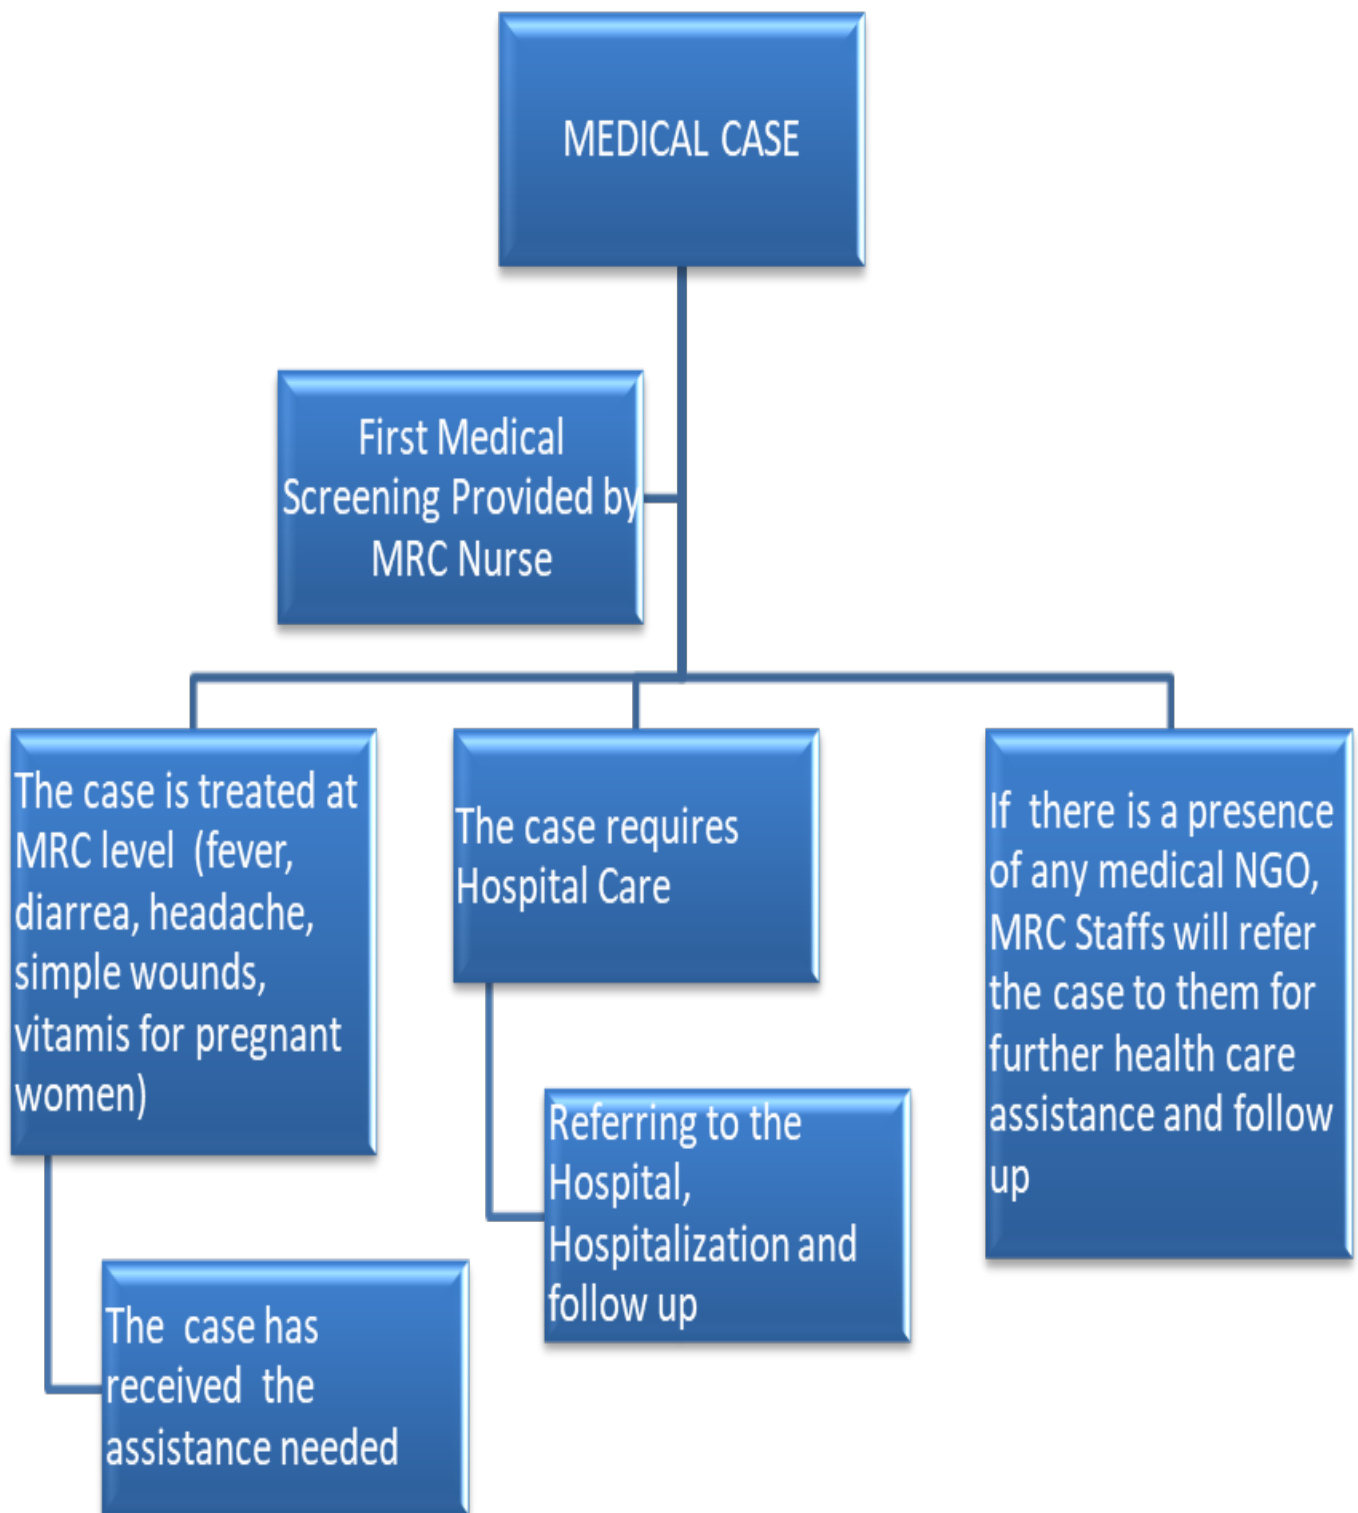 MEDICAL CASE
First Medical
Screening Provided by
MRC Nurse
The case is treated at
MRC level (fever,
diarrea, headache,
simple wounds,
vitamis for pregnant
women)
The case has
received the
assistance needed
The case requires
Hospital Care
Referring to the
Hospital,
Hospitalization and
follow up
If there is a presence
of any medical NGO,
MRC Staffs will refer
the case to them for
further health care
assistance and follow
up